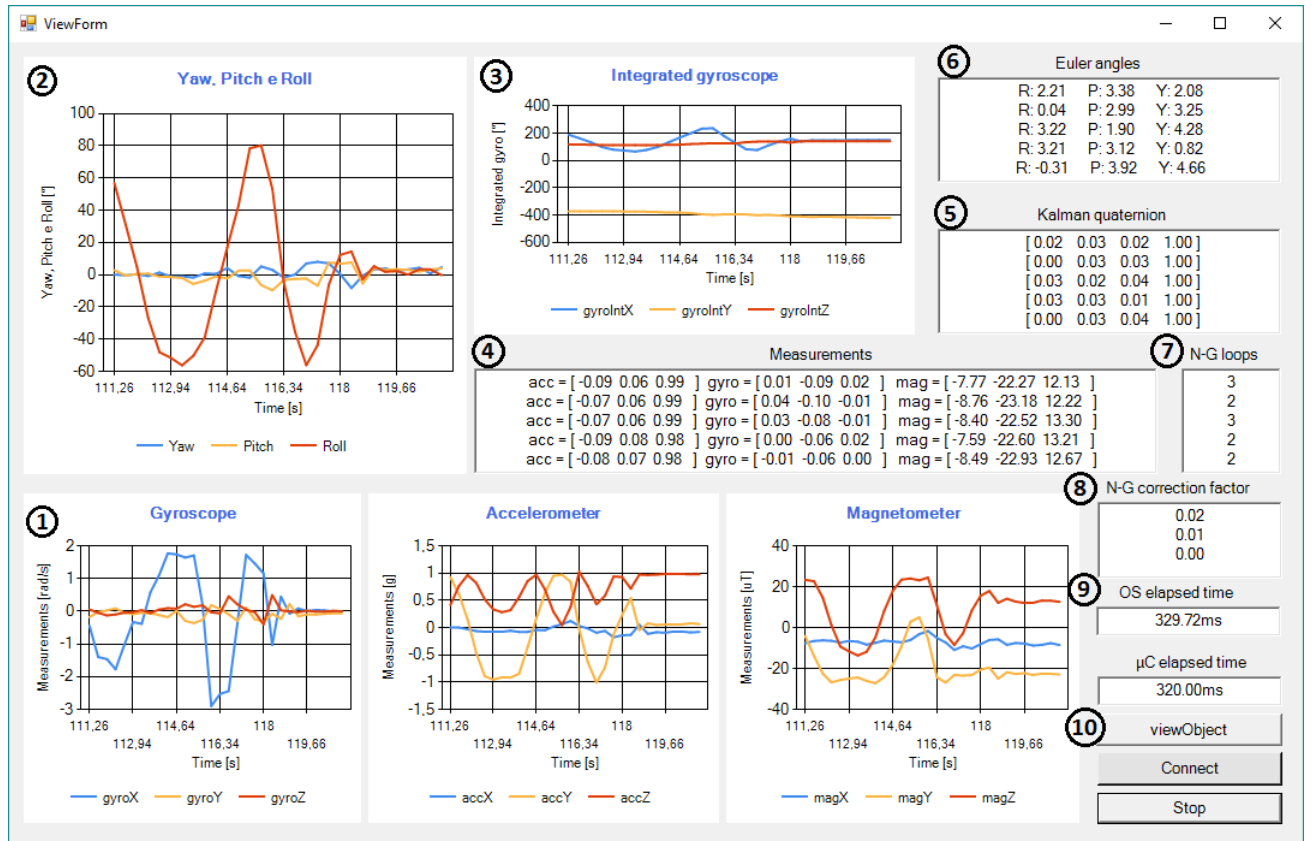 ViewForm
2
Yaw, Pitch e Roll
Yaw, Pitch e Roll [°]
100
80
60
40
20
0
-20
-40
-60
111,26 112,94 114,64 116,34 118 119,66
Time [s]
Yaw Pitch Roll
3
Integrated gyroscope
Integrated gyro [°]
400
200
0
-200
-400
-600
111,26 112,94 114,64 116,34 118 119,66
Time [s]
gyroIntX gyroIntY gyroIntZ
6
Euler angles
R: 2.21 P: 3.38 Y: 2.08
R: 0.04 P: 2.99 Y: 3.25
R: 3.22 P: 1.90 Y: 4.28
R: 3.21 P: 3.12 Y: 0.82
R: -0.31 P: 3.92 Y: 4.66
5
Kalman quaternion
[ 0.02 0.03 0.02 1.00 ]
[ 0.00 0.03 0.03 1.00 ]
[ 0.03 0.02 0.04 1.00 ]
[ 0.03 0.03 0.01 1.00 ]
[ 0.00 0.03 0.04 1.00 ]
4
Measurements
acc = [ -0.09 0.06 0.99 ] gyro = [ 0.01 -0.09 0.02 ] mag = [ -7.77 -22.27 12.13 ]
acc = [ -0.07 0.06 0.99 ] gyro = [ 0.04 -0.10 -0.01 ] mag = [ -8.76 -23.18 12.22 ]
acc = [ -0.07 0.06 0.99 ] gyro = [ 0.03 -0.08 -0.01 ] mag = [ -8.40 -22.52 13.30 ]
acc = [ -0.09 0.08 0.98 ] gyro = [ 0.00 -0.06 0.02 ] mag = [ -7.59 -22.60 13.21 ]
acc = [ -0.08 0.07 0.98 ] gyro = [ -0.01 -0.06 0.00 ] mag = [ -8.49 -22.93 12.67 ]
7
N-G loops
3
2
3
2
2
1
Gyroscope
Measurements [rad/s]
2
1
0
-1
-2
-3
111,26 114,64 118
112,94 116,34 119,66
Time [s]
gyroX gyroY gyroZ
Accelerometer
Measurements [g]
1,5
1
0,5
0
-0,5
-1
-1,5
111,26 114,64 118
112,94 116,34 119,66
Time [s]
accX accY accZ
Magnetometer
Measurements [uT]
40
20
0
-20
-40
111,26 114,64 118
112,94 116,34 119,66
Time [s]
magX magY magZ
8
N-G correction factor
0.02
0.01
0.00
9
OS elapsed time
329.72ms
µC elapsed time
320.00ms
10
viewObject
Connect
Stop